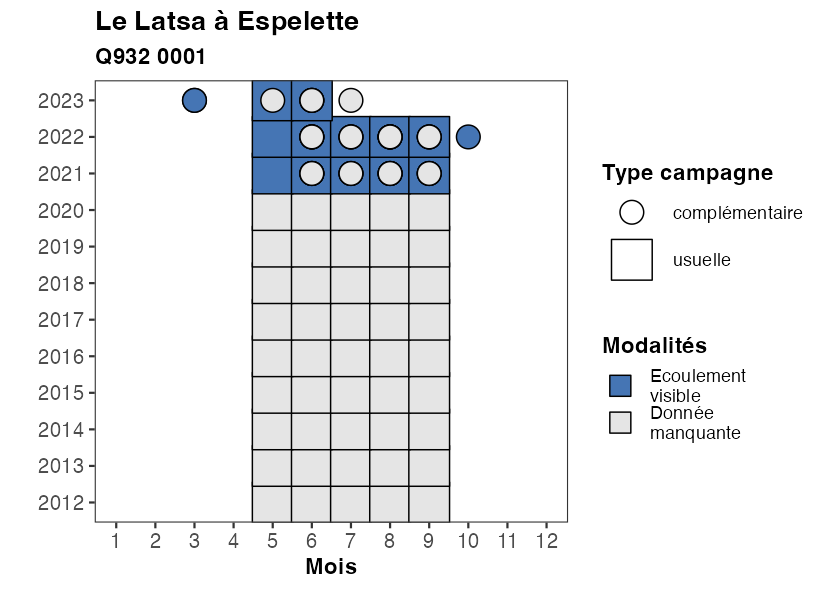 Le Latsa à Espelette
Q932 0001
2023
2022
2021
2020
2019
2018
2017
2016
2015
2014
2013
2012
1 2 3 4 5 6 7 8 9 10 11 12
Mois
Type campagne
complémentaire
usuelle
Modalités
Ecoulement
visible
Donnée
manquante